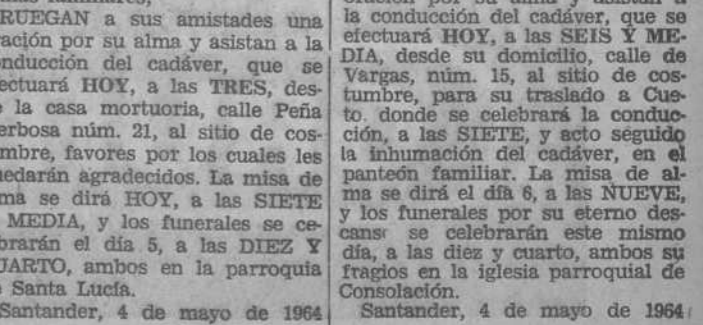 RUEGAN a sus amistades una
ación por su alma y asistan a la
nducción del cadáver, que se
ectuará HOY, a las TRES, des-
la casa mortuoria, calle Peña
erbosa núm. 21, al sitio de cos-
mbre, favores por los cuales les
uedarán agradecidos. La misa de
ma se dirá HOY, a las SIETE
MEDIA, y los funerales se ce-
brarán el día 5, a las DIEZ Y
UARTO, ambos en la parroquia
Santa Lucía.
Santander, 4 de mayo de 1964
la conducción del cadáver, que se
efectuará HOY, a las SEIS Y ME-
DIA, desde su domicilio, calle de
Vargas, núm. 15, al sitio de cos-
tumbre, para su traslado a Cue-
to. donde se celebrará la conduc-
ción, a las SIETE, y acto seguido
la inhumación del cadáver, en el
panteón familiar. La misa de al-
ma se dirá el día 6, a las NUEVE,
y los funerales por su eterno des-
canso se celebrarán este mismo
día, a las diez y cuarto, ambos su
fragios en la iglesia parroquial de
Consolación.
Santander, 4 de mayo de 1964